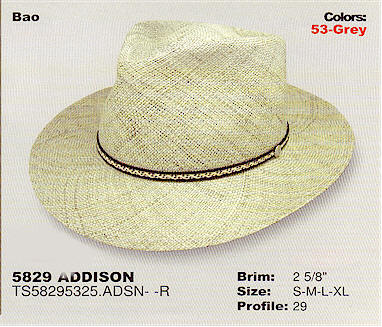 Bao
Colors:
53-Grey
5829 ADDISON
TS58295325.ADSN- -R
Brim: 2 5/8"
Size: S-M-L-XL
Profile: 29